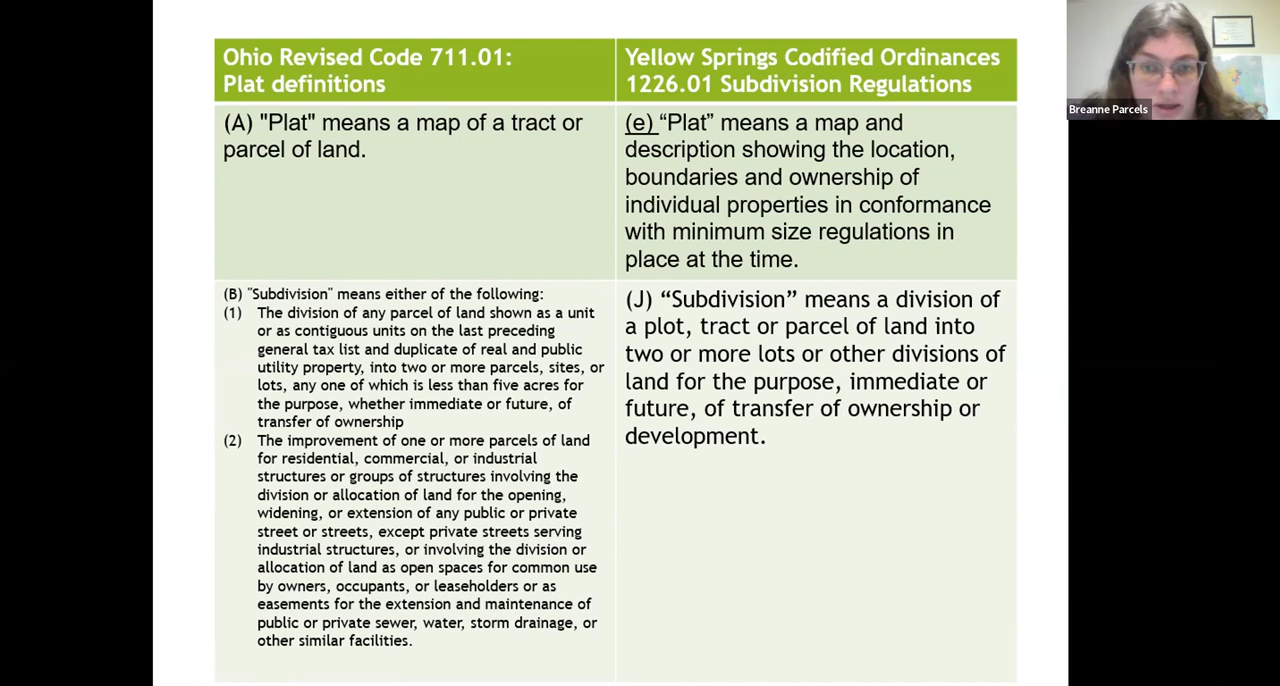 Ohio Revised Code 711.01:
Plat definitions
Yellow Springs Codified Ordinances
1226.01 Subdivision Regulations
(A) "Plat" means a map of a tract or
parcel of land.
(e) “Plat” means a map and
description showing the location,
boundaries and ownership of
individual properties in conformance
with minimum size regulations in
place at the time.
(B) "Subdivision" means either of the following:
(1) The division of any parcel of land shown as a unit
or as contiguous units on the last preceding
general tax list and duplicate of real and public
utility property, into two or more parcels, sites, or
lots, any one of which is less than five acres for
the purpose, whether immediate or future, of
transfer of ownership
(2) The improvement of one or more parcels of land
for residential, commercial, or industrial
structures or groups of structures involving the
division or allocation of land for the opening,
widening, or extension of any public or private
street or streets, except private streets serving
industrial structures, or involving the division or
allocation of land as open spaces for common use
by owners, occupants, or leaseholders or as
easements for the extension and maintenance of
public or private sewer, water, storm drainage, or
other similar facilities.
(J) “Subdivision” means a division of
a plot, tract or parcel of land into
two or more lots or other divisions of
land for the purpose, immediate or
future, of transfer of ownership or
development.
Breanne Parcels